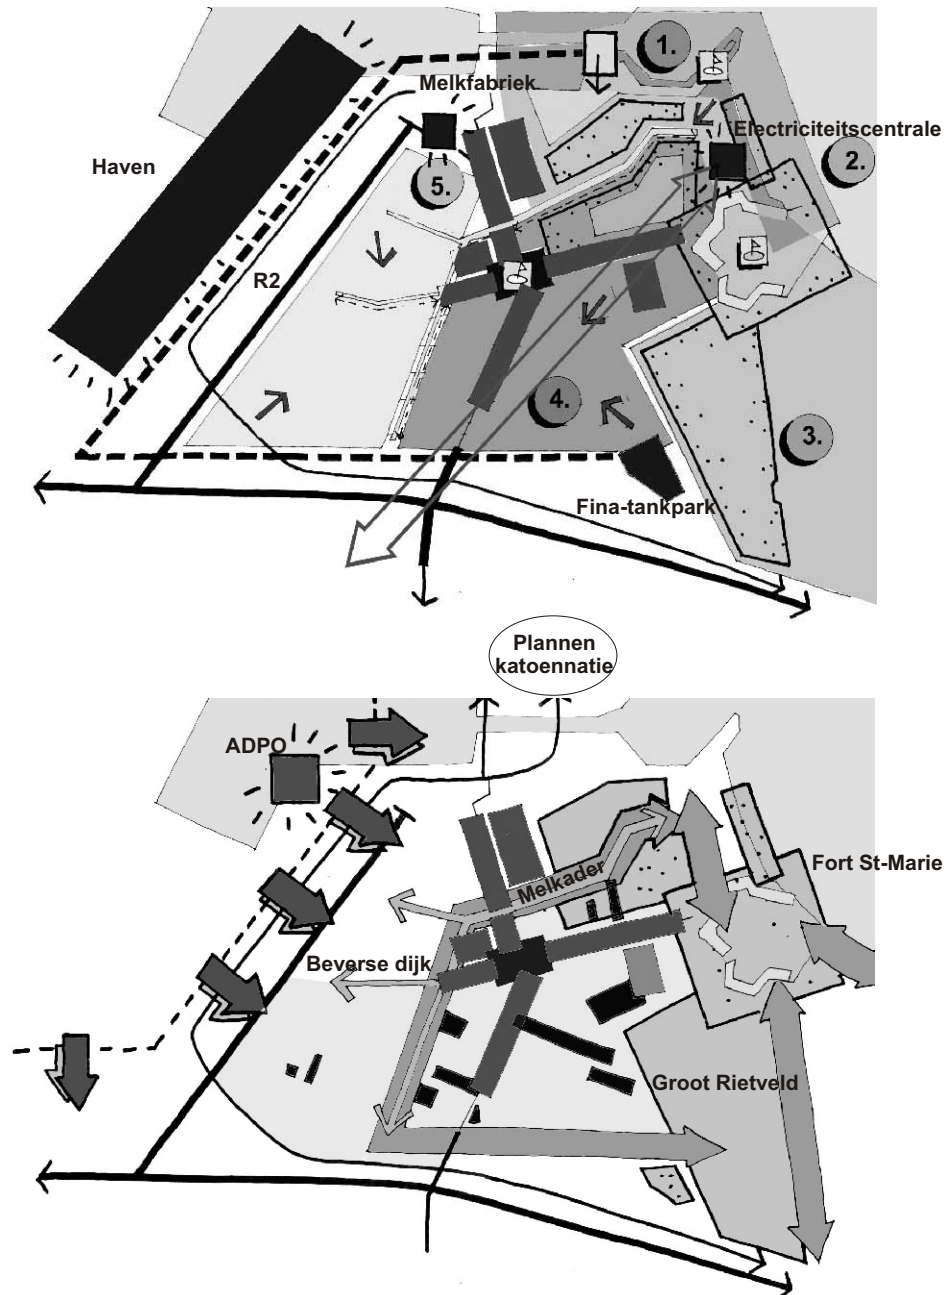 1.
Melkfabriek
Electriciteitscentrale
2.
Haven
5.
R2
4.
3.
Fina-tankpark
Plannen
katoennatie
ADPO
Fort St-Marie
Melkader
Beverse dijk
Groot Rietveld